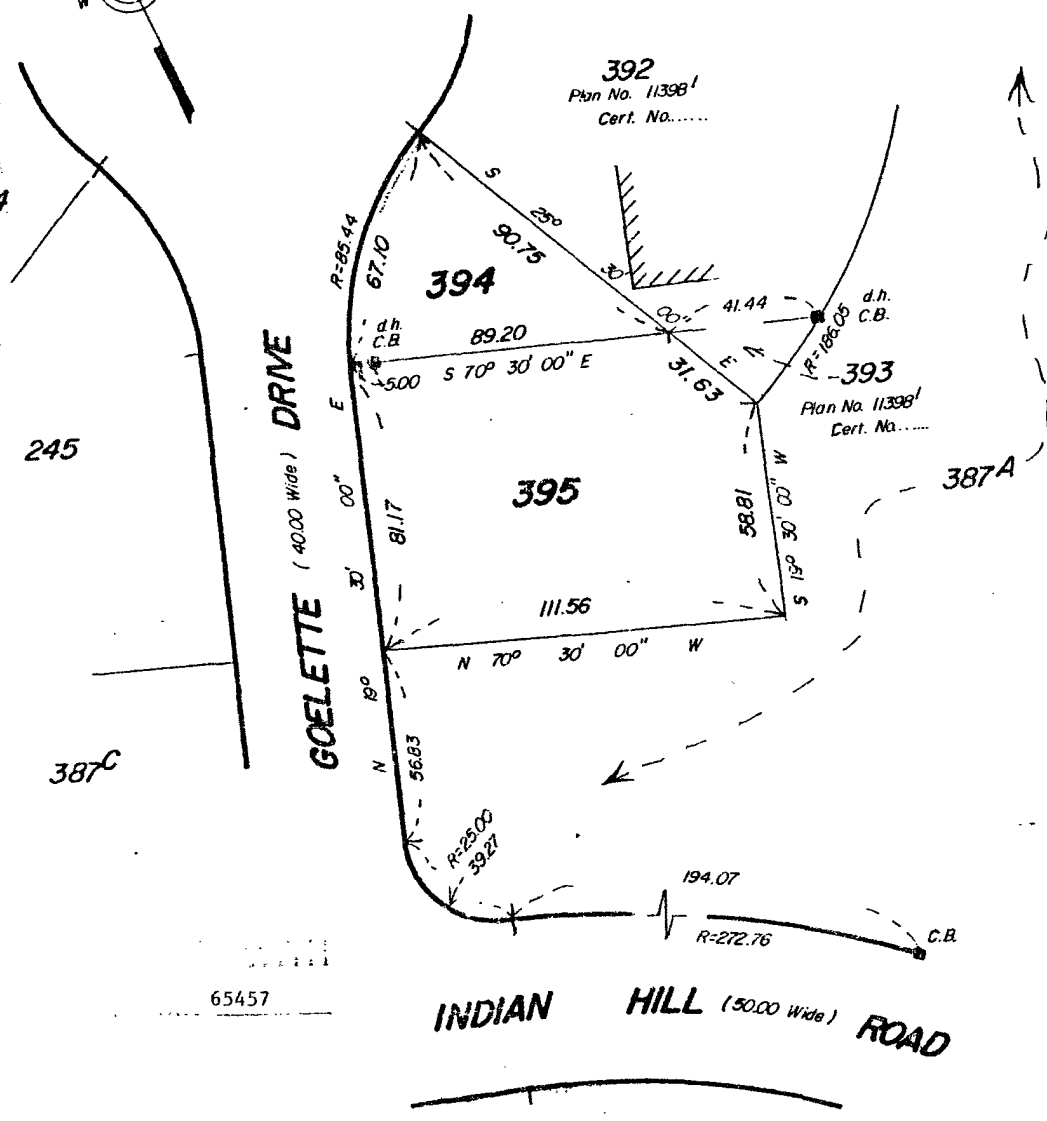 W
392
Plan No. 11398ᴵ
Cert. No......
S 25° 30' 00" E
90.75
R=85.44
67.10
394
41.44
d.h.
C.B.
R=186.05
d.h.
C.B.
89.20
5.00
S 70° 30' 00" E
31.63
393
Plan No. 11398ᴵ
Cert. No......
245
GOELETTE (40.00 Wide) DRIVE
N 19° 30' 00" E
81.17
395
58.81
S 19° 30' 00" W
387A
111.56
N 70° 30' 00" W
387C
56.83
R=25.00
39.27
194.07
R=272.76
C.B.
65457
INDIAN HILL (50.00 Wide) ROAD